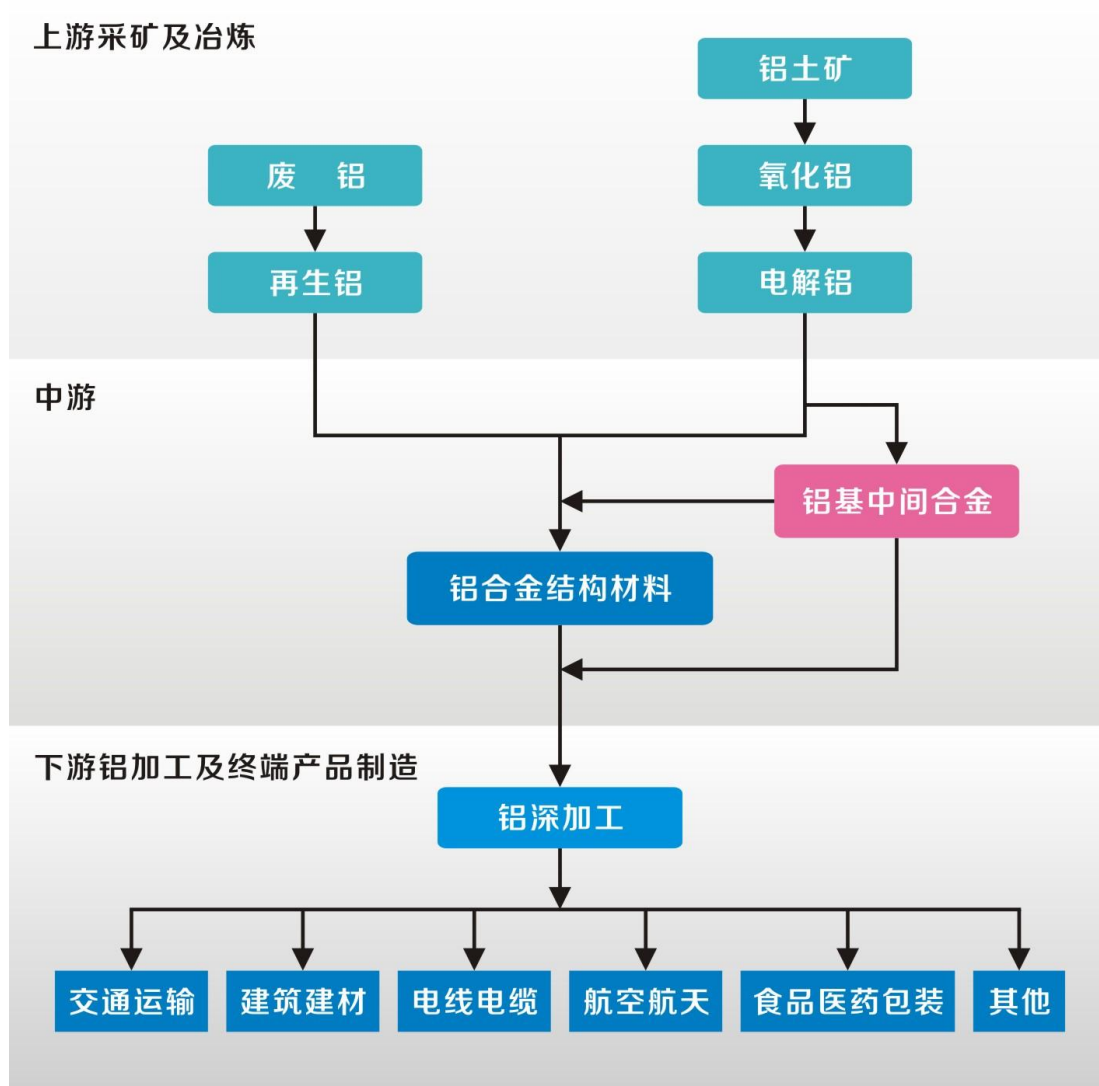 上游采矿及冶炼
铝土矿
废 铝
氧化铝
再生铝
电解铝
中游
铝基中间合金
铝合金结构材料
下游铝加工及终端产品制造
铝深加工
交通运输
建筑建材
电线电缆
航空航天
食品医药包装
其他